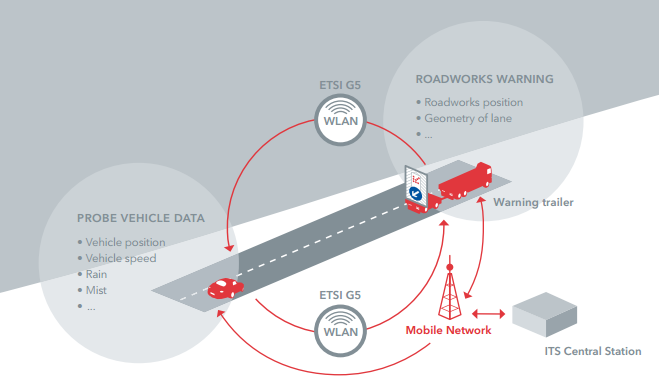 ETSI G5
WLAN
ROADWORKS WARNING
• Roadworks position
• Geometry of lane
• ...
Warning trailer
PROBE VEHICLE DATA
• Vehicle position
• Vehicle speed
• Rain
• Mist
• ...
ETSI G5
WLAN
Mobile Network
ITS Central Station